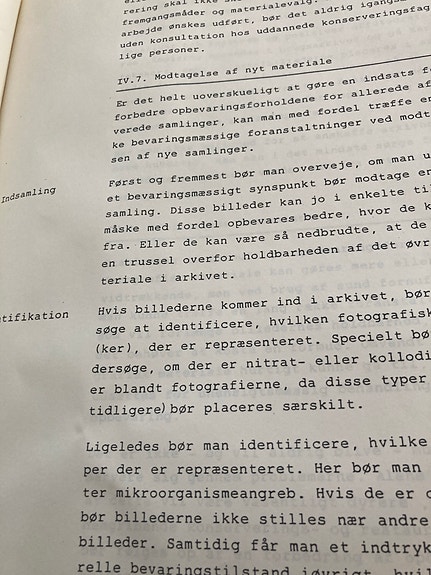 rering skal ikke
fremgangsmåder og materialevalg.
arbejde ønskes udført, bør det aldrig
uden konsultation hos uddannede konserveringsfag
lige personer.
IV.7. Modtagelse af nyt materiale
Er det helt uoverskueligt at gøre en indsats f
forbedre opbevaringsforholdene for allerede af
verede samlinger, kan man med fordel træffe en
ke bevaringsmæssige foranstaltninger ved modt
sen af nye samlinger.
Indsamling
Først og fremmest bør man overveje, om man u
et bevaringsmæssigt synspunkt bør modtage en
samling. Disse billeder kan jo i enkelte til
måske med fordel opbevares bedre, hvor de k
fra. Eller de kan være så nedbrudte, at de
en trussel overfor holdbarheden af det øvr
teriale i arkivet.
tifikation
Hvis billederne kommer ind i arkivet, bør
søge at identificere, hvilken fotografisk
(ker), der er repræsenteret. Specielt bø
dersøge, om der er nitrat- eller kollodi
er blandt fotografierne, da disse typer
tidligere) bør placeres særskilt.
Ligeledes bør man identificere, hvilke
per der er repræsenteret. Her bør man
ter mikroorganismeangreb. Hvis de er
bør billederne ikke stilles nær andre
billeder. Samtidig får man et indtryk
relle bevaringstilstand iøvrigt,